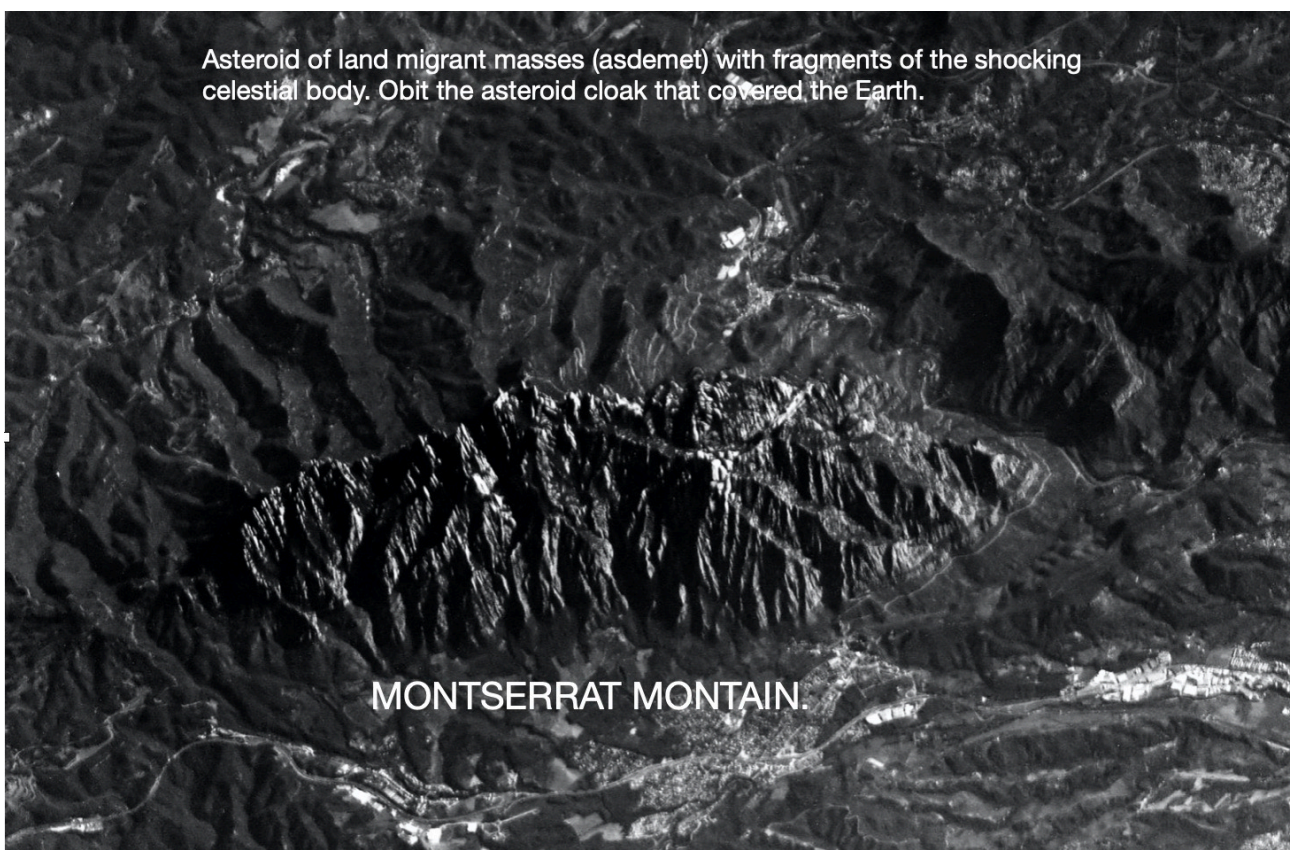 Asteroid of land migrant masses (asdemet) with fragments of the shocking
celestial body. Obit the asteroid cloak that covered the Earth.
MONTSERRAT MONTAIN.